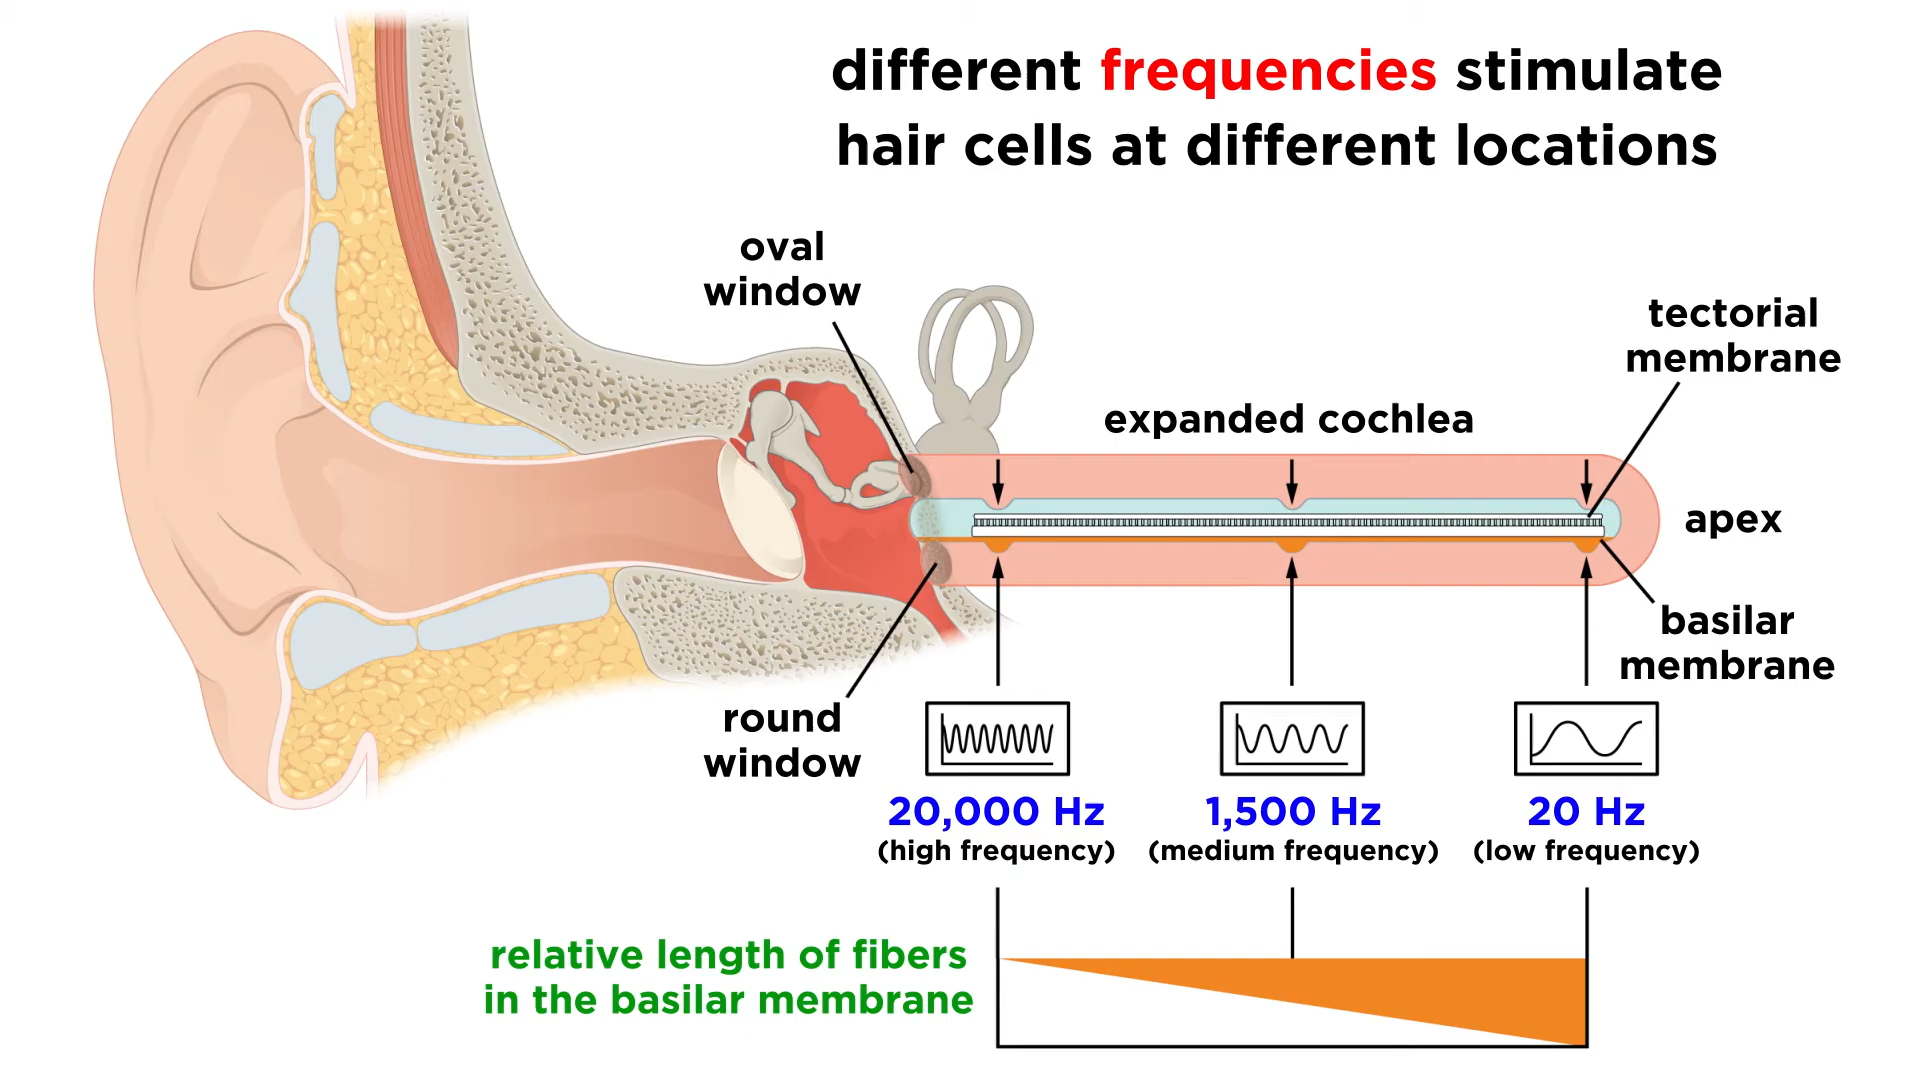 different frequencies stimulate
hair cells at different locations
oval
window
tectorial
membrane
expanded cochlea
apex
basilar
membrane
round
window
20,000 Hz
(high frequency)
1,500 Hz
(medium frequency)
20 Hz
(low frequency)
relative length of fibers
in the basilar membrane